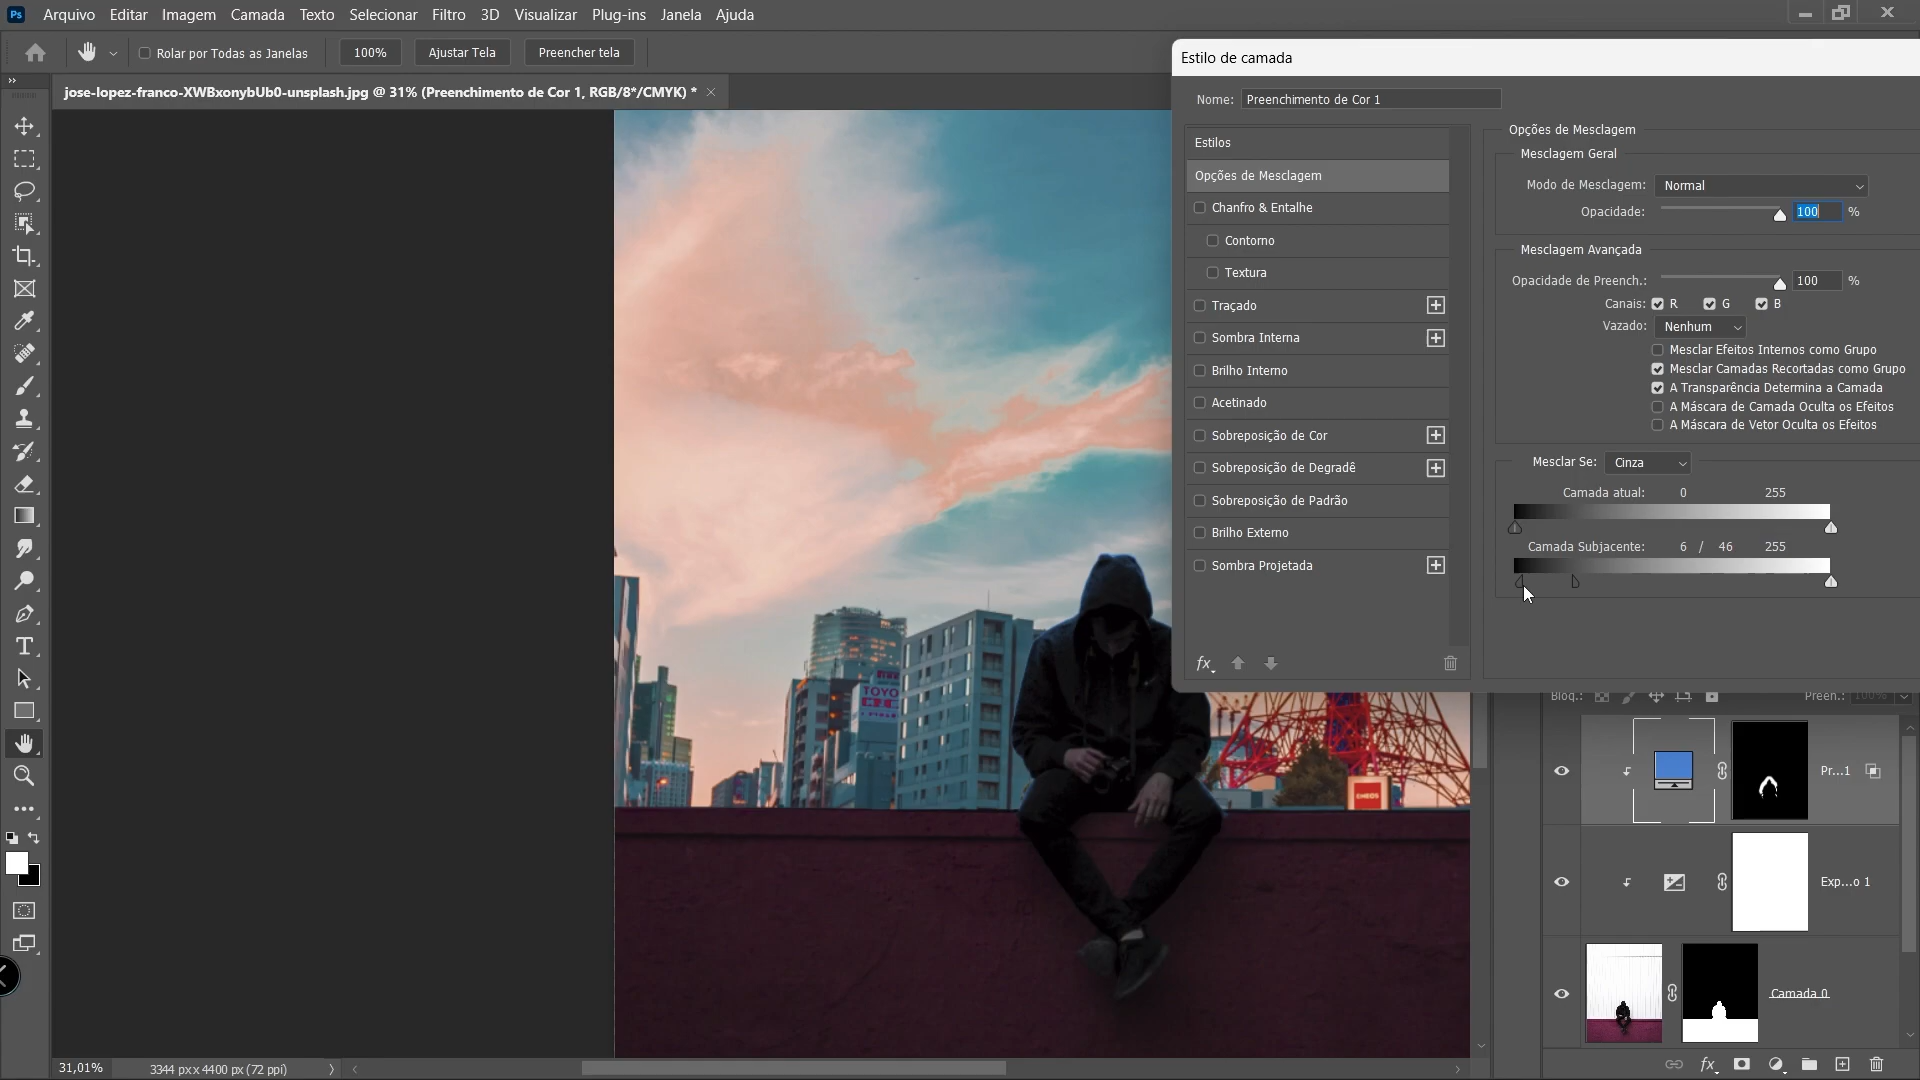 Ps Arquivo Editar Imagem Camada Texto Selecionar Filtro 3D Visualizar Plug-ins Janela Ajuda
Rolar por Todas as Janelas 100% Ajustar Tela Preencher tela
jose-lopez-franco-XWBxonybUb0-unsplash.jpg @ 31% (Preenchimento de Cor 1, RGB/8*/CMYK) *
Estilo de camada
Nome: Preenchimento de Cor 1
Estilos
Opções de Mesclagem
Chanfro & Entalhe
Contorno
Textura
Traçado
Sombra Interna
Brilho Interno
Acetinado
Sobreposição de Cor
Sobreposição de Degradê
Sobreposição de Padrão
Brilho Externo
Sombra Projetada
fx
Opções de Mesclagem
Mesclagem Geral
Modo de Mesclagem: Normal
Opacidade: 100 %
Mesclagem Avançada
Opacidade de Preench.: 100 %
Canais: R G B
Vazado: Nenhum
Mesclar Efeitos Internos como Grupo
Mesclar Camadas Recortadas como Grupo
A Transparência Determina a Camada
A Máscara de Camada Oculta os Efeitos
A Máscara de Vetor Oculta os Efeitos
Mesclar Se: Cinza
Camada atual: 0 255
Camada Subjacente: 6 / 46 255
TOYO
ENEOS
Bloq.: Preen.: 100%
Pr...1
Exp...o 1
Camada 0
fx
31,01% 3344 px x 4400 px (72 ppi)